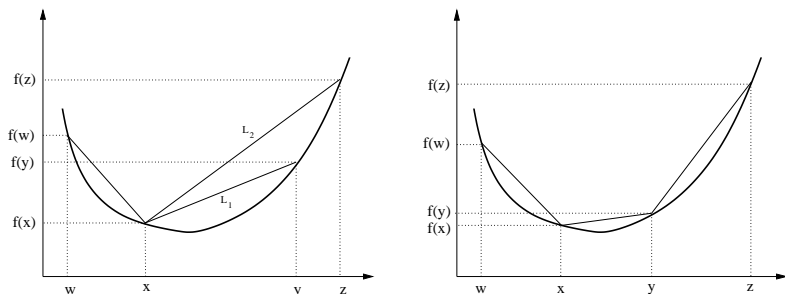 f(z)
L2
f(w)
f(y)
L1
f(x)
w x v z
f(z)
f(w)
f(y)
f(x)
w x y z